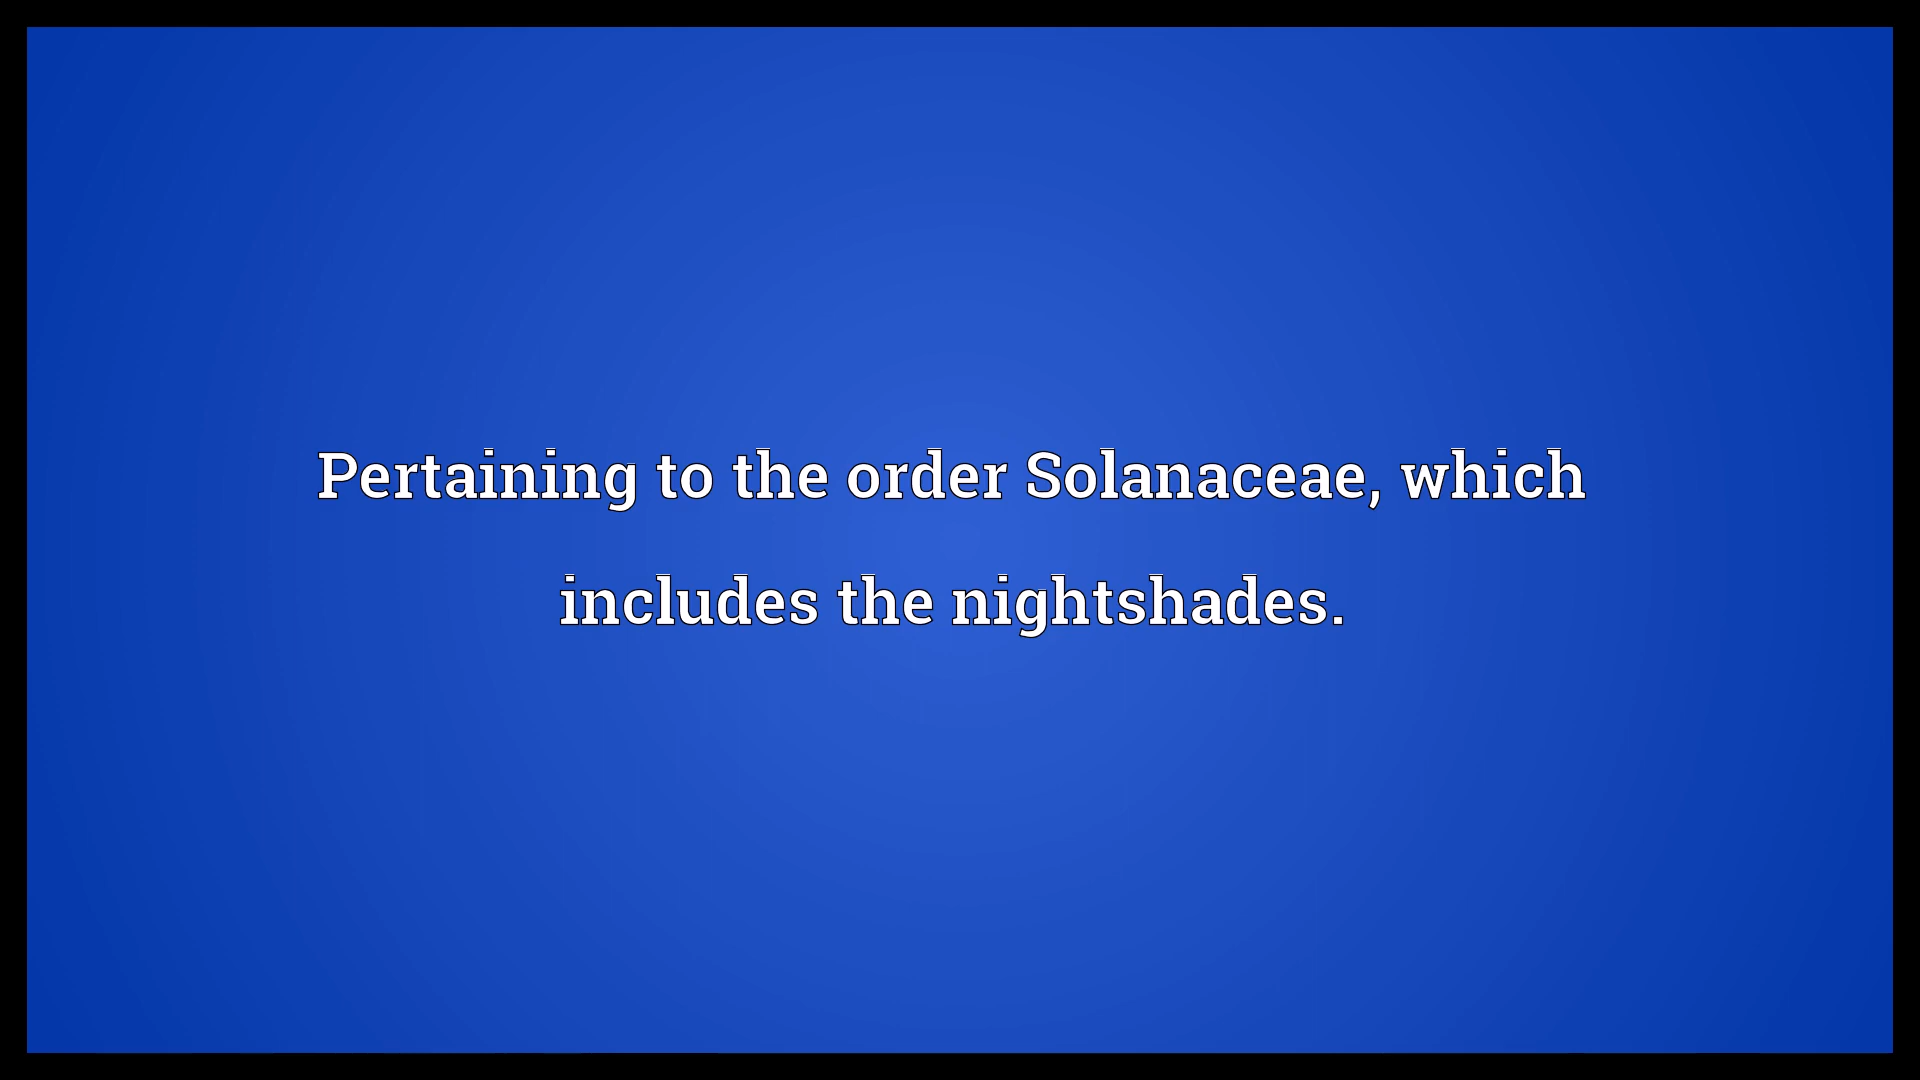 Pertaining to the order Solanaceae, which
includes the nightshades.